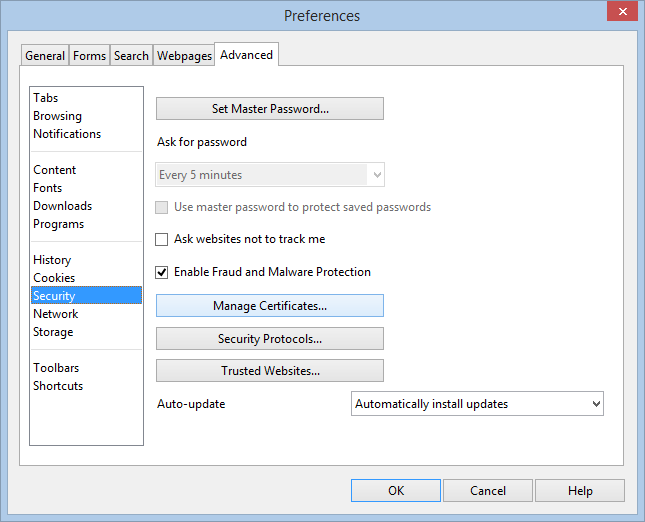 Preferences
General Forms Search Webpages Advanced
Tabs
Browsing
Notifications
Content
Fonts
Downloads
Programs
History
Cookies
Security
Network
Storage
Toolbars
Shortcuts
Set Master Password...
Ask for password
Every 5 minutes
Use master password to protect saved passwords
Ask websites not to track me
Enable Fraud and Malware Protection
Manage Certificates...
Security Protocols...
Trusted Websites...
Auto-update Automatically install updates
OK Cancel Help